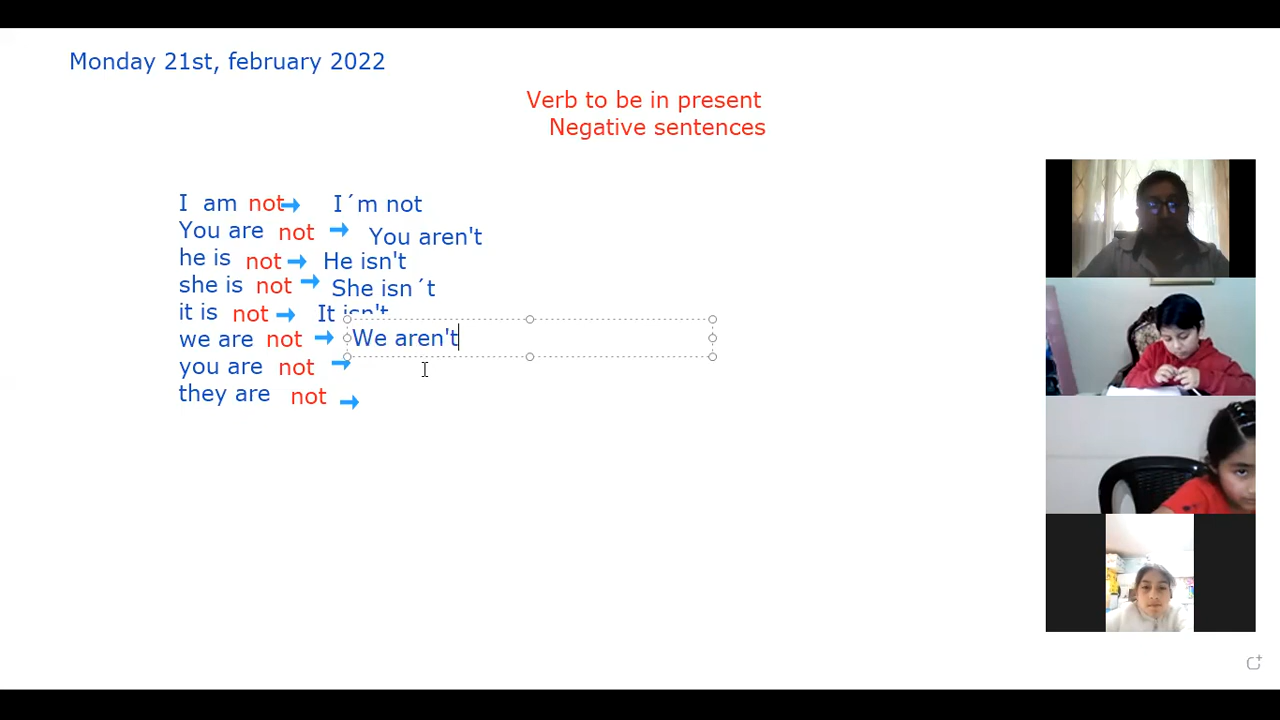 Monday 21st, february 2022
Verb to be in present
Negative sentences
I am not → I´m not
You are not → You aren't
he is not → He isn't
she is not → She isn´t
it is not → It isn't
we are not → We aren't
you are not →
they are not →